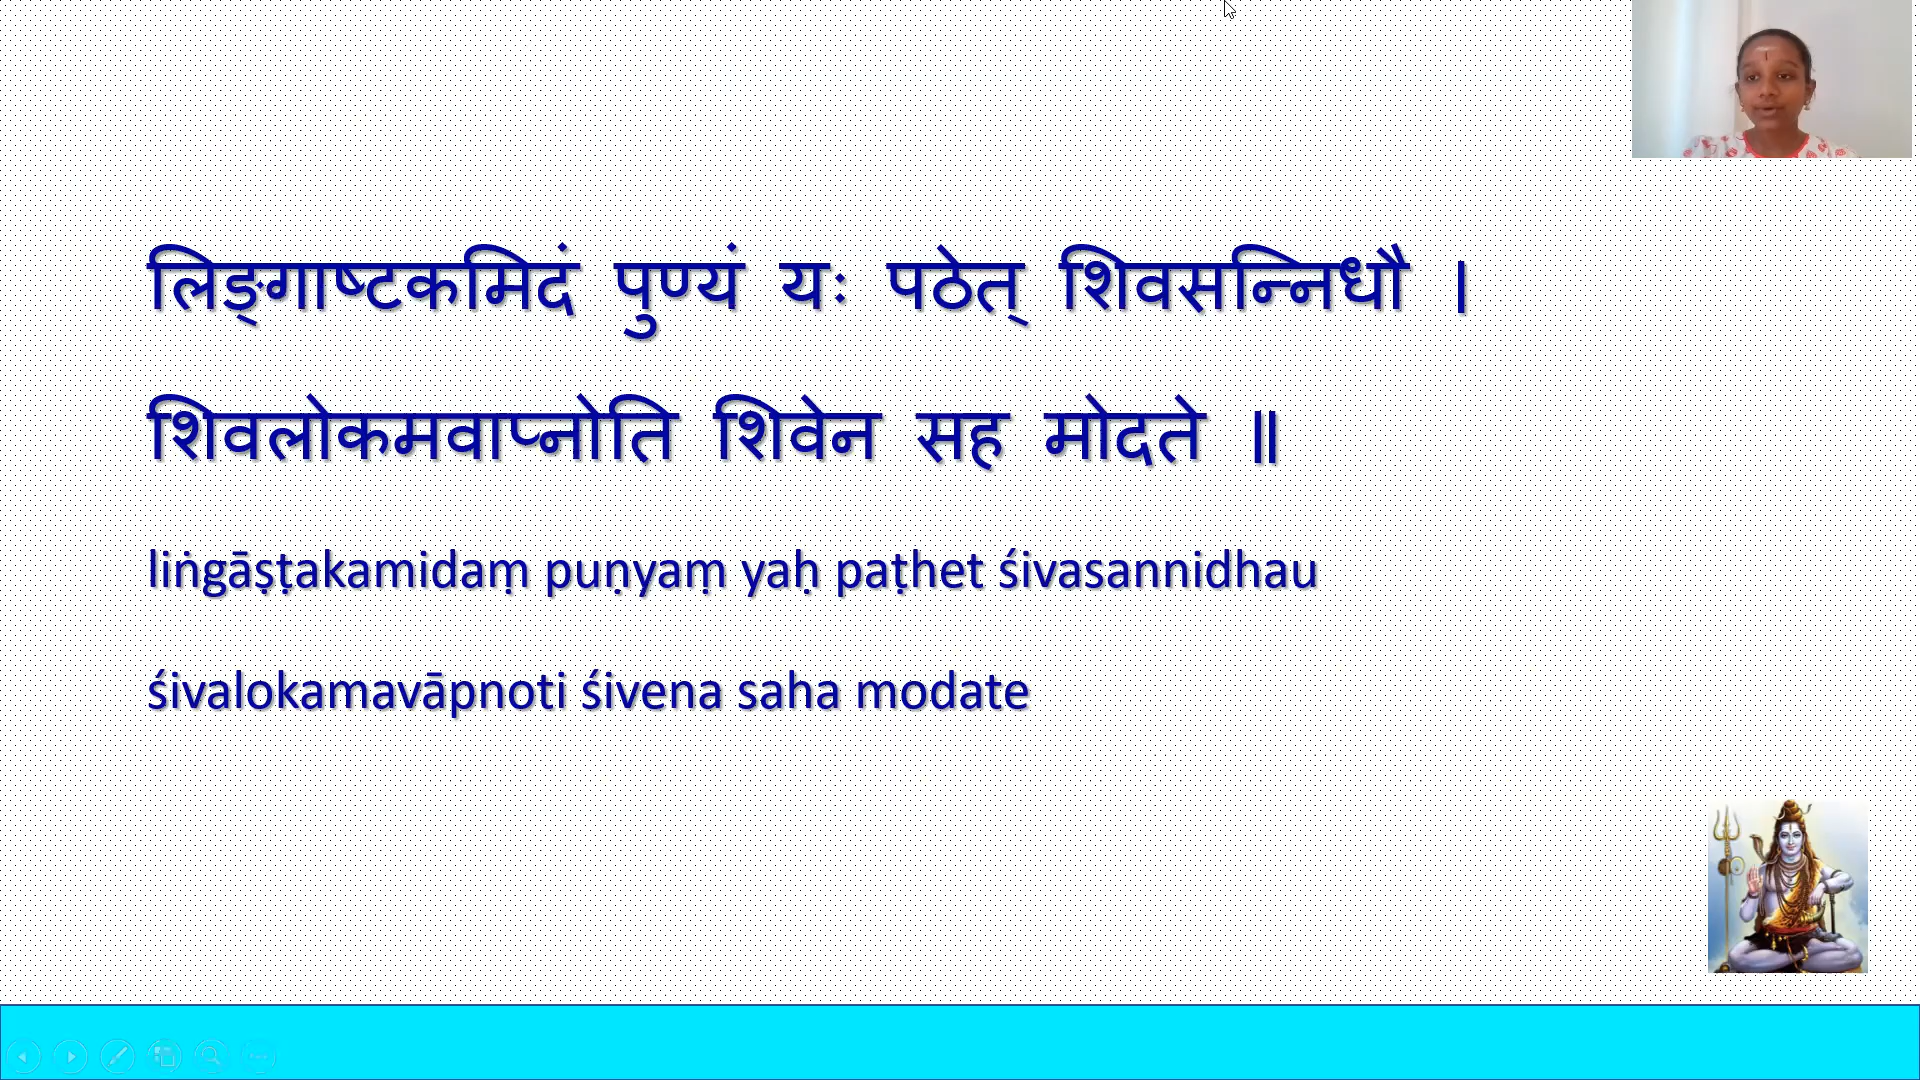 लिङ्गाष्टकमिदं पुण्यं यः पठेत् शिवसन्निधौ ।
शिवलोकमवाप्नोति शिवेन सह मोदते ॥
liṅgāṣṭakamidaṃ puṇyaṃ yaḥ paṭhet śivasannidhau
śivalokamavāpnoti śivena saha modate